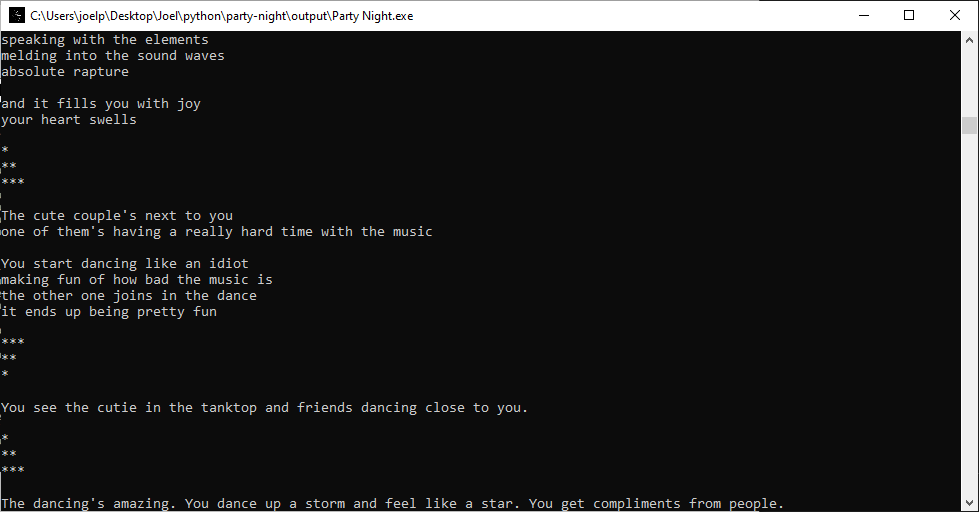 C:\Users\joelp\Desktop\Joel\python\party-night\output\Party Night.exe
speaking with the elements
melding into the sound waves
absolute rapture
and it fills you with joy
your heart swells
*
**
***
The cute couple's next to you
one of them's having a really hard time with the music
You start dancing like an idiot
making fun of how bad the music is
the other one joins in the dance
it ends up being pretty fun
***
**
*
You see the cutie in the tanktop and friends dancing close to you.
*
**
***
The dancing's amazing. You dance up a storm and feel like a star. You get compliments from people.